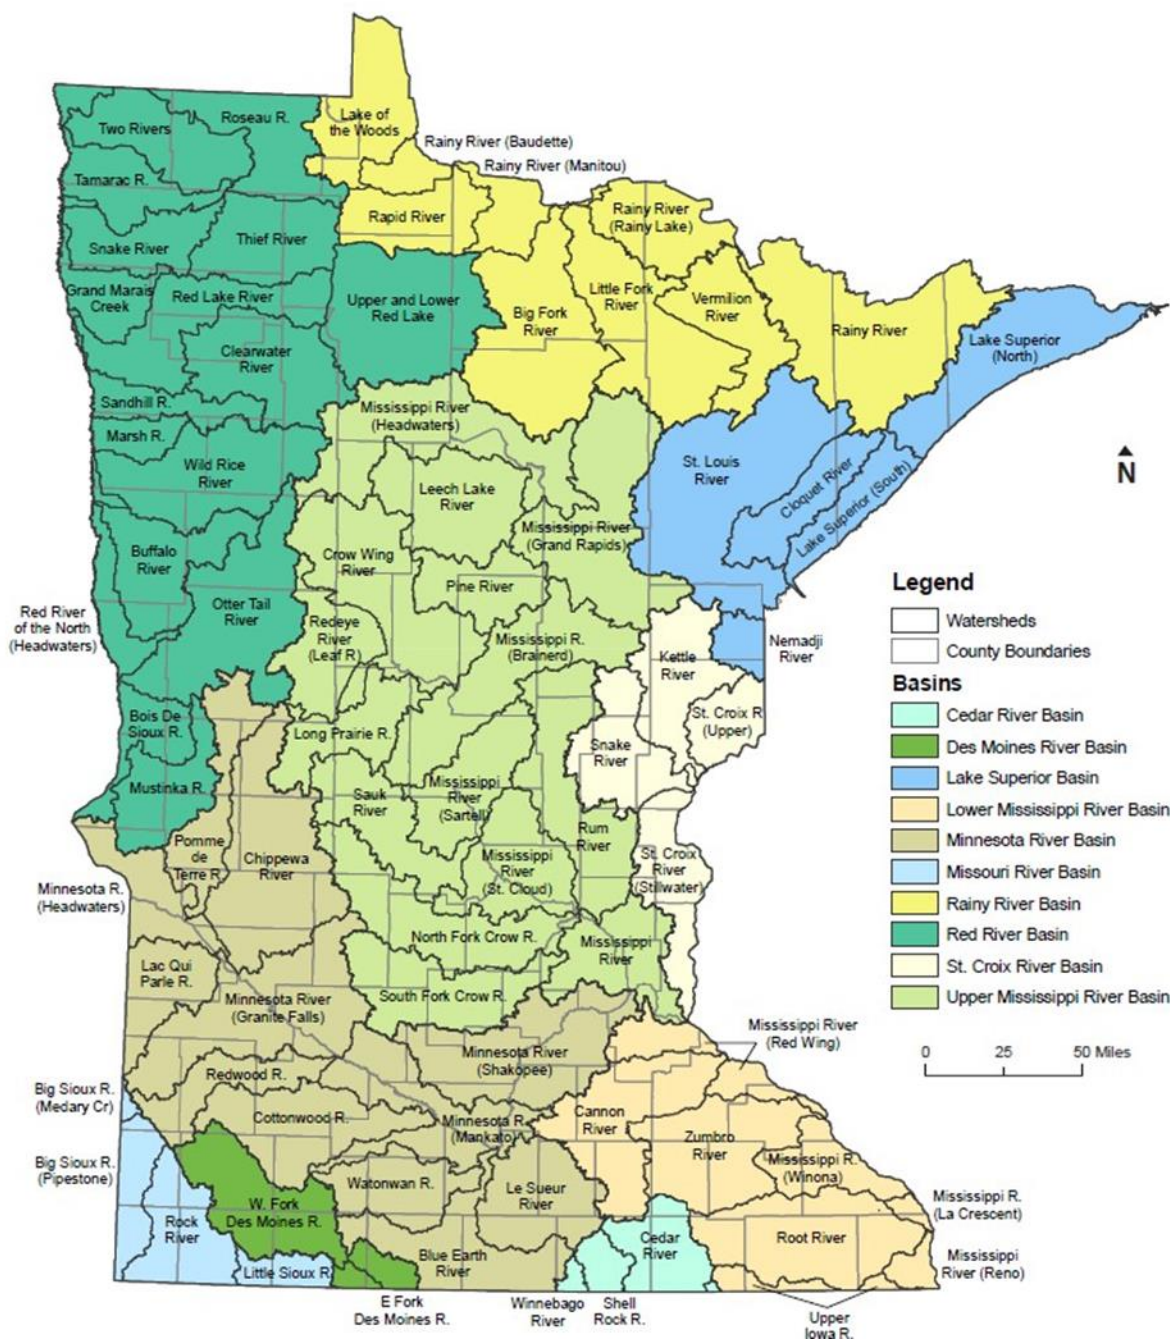 Two Rivers
Roseau R.
Lake of
the Woods
Rainy River (Baudette)
Rainy River (Manitou)
Tamarac R.
Rapid River
Rainy River
(Rainy Lake)
Snake River
Thief River
Grand Marais
Creek
Red Lake River
Upper and Lower
Red Lake
Big Fork
River
Little Fork
River
Vermilion
River
Rainy River
Lake Superior
(North)
Clearwater
River
Sandhill R.
Mississippi River
(Headwaters)
Marsh R.
Wild Rice
River
Leech Lake
River
St. Louis
River
Cloquet River
Lake Superior (South)
N
Mississippi River
(Grand Rapids)
Buffalo
River
Crow Wing
River
Pine River
Red River
of the North
(Headwaters)
Otter Tail
River
Redeye
River
(Leaf R)
Mississippi R.
(Brainerd)
Kettle
River
Nemadji
River
Bois De
Sioux R.
Long Prairie R.
St. Croix R
(Upper)
Snake
River
Mustinka R.
Sauk
River
Mississippi
River
(Sartell)
Rum
River
Pomme
de
Terre R.
Chippewa
River
Mississippi
River
(St. Cloud)
St. Croix
River
(Stillwater)
Minnesota R.
(Headwaters)
North Fork Crow R.
Mississippi
River
Lac Qui
Parle R.
Minnesota River
(Granite Falls)
South Fork Crow R.
Mississippi River
(Red Wing)
Minnesota River
(Shakopee)
Redwood R.
Big Sioux R.
(Medary Cr)
Cottonwood R.
Minnesota R.
(Mankato)
Cannon
River
Zumbro
River
Big Sioux R.
(Pipestone)
Watonwan R.
Le Sueur
River
Mississippi R.
(Winona)
Mississippi R.
(La Crescent)
W. Fork
Des Moines R.
Rock
River
Blue Earth
River
Cedar
River
Root River
Mississippi
River (Reno)
Little Sioux R
E Fork
Des Moines R.
Winnebago
River
Shell
Rock R.
Upper
Iowa R.
Legend
Watersheds
County Boundaries
Basins
Cedar River Basin
Des Moines River Basin
Lake Superior Basin
Lower Mississippi River Basin
Minnesota River Basin
Missouri River Basin
Rainy River Basin
Red River Basin
St. Croix River Basin
Upper Mississippi River Basin
0 25 50 Miles